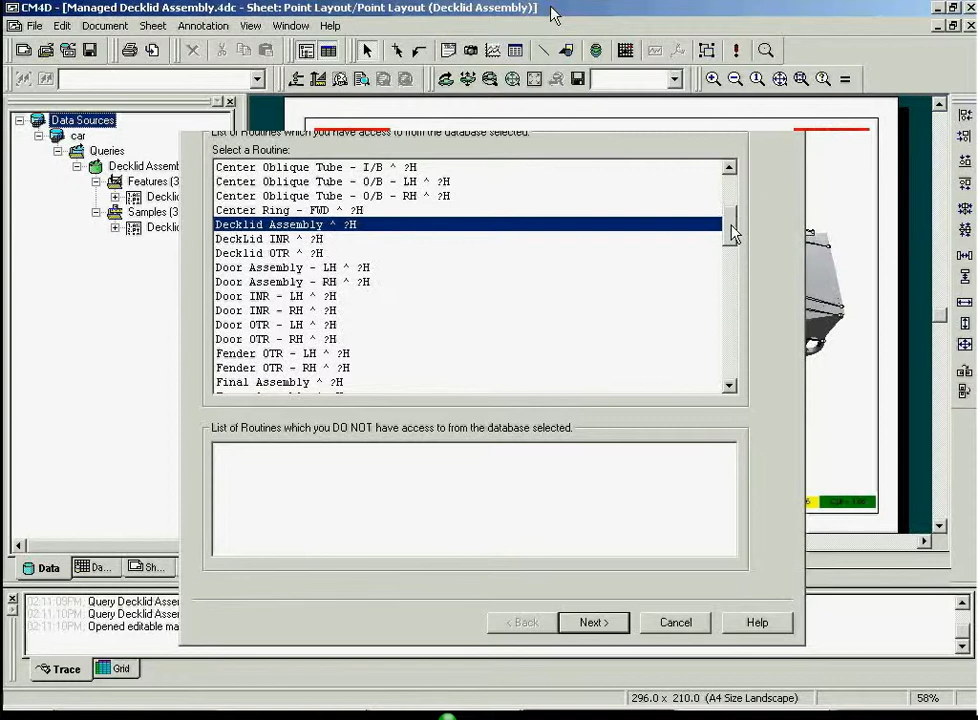 CM4D - [Managed Decklid Assembly.4dc - Sheet: Point Layout/Point Layout (Decklid Assembly)]
File Edit Document Sheet Annotation View Window Help
Data Sources
car
Queries
Decklid Assemb
Features (3
Decklic
Samples (3
Decklic
List of Routines which you have access to from the database selected.
Select a Routine:
Center Oblique Tube - I/B ^ ?H
Center Oblique Tube - O/B - LH ^ ?H
Center Oblique Tube - O/B - RH ^ ?H
Center Ring - FWD ^ ?H
Decklid Assembly ^ ?H
DeckLid INR ^ ?H
Decklid OTR ^ ?H
Door Assembly - LH ^ ?H
Door Assembly - RH ^ ?H
Door INR - LH ^ ?H
Door INR - RH ^ ?H
Door OTR - LH ^ ?H
Door OTR - RH ^ ?H
Fender OTR - LH ^ ?H
Fender OTR - RH ^ ?H
Final Assembly ^ ?H
List of Routines which you DO NOT have access to from the database selected.
< Back Next > Cancel Help
Data Da... Sh...
02:11:09PM, Query Decklid Asse
02:11:10PM, Query Decklid Asse
02:11:10PM, Opened editable ma
Trace Grid
296.0 x 210.0 (A4 Size Landscape) 58%